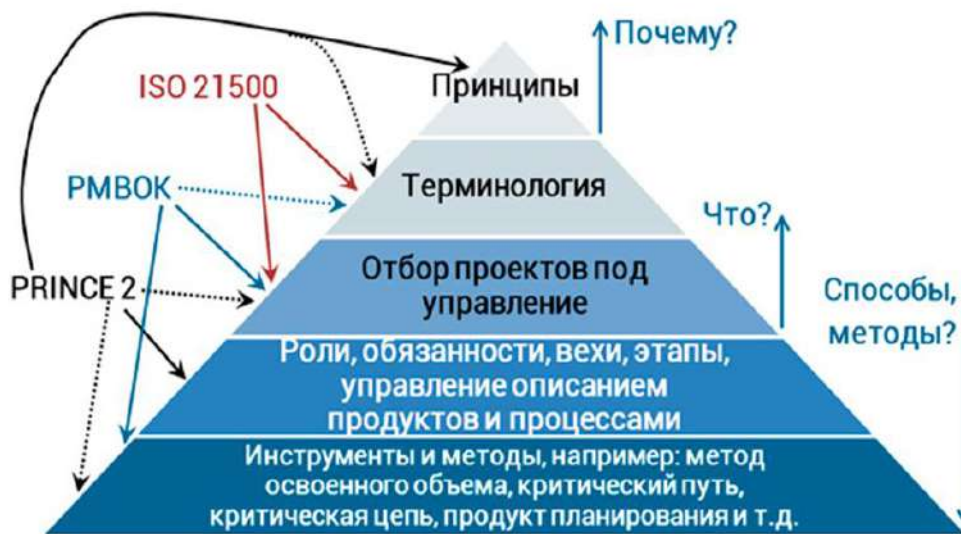 Почему?
Принципы
ISO 21500
PMBOK
Терминология
Что?
PRINCE 2
Отбор проектов под
управление
Способы,
методы?
Роли, обязанности, вехи, этапы,
управление описанием
продуктов и процессами
Инструменты и методы, например: метод
освоенного объема, критический путь,
критическая цепь, продукт планирования и т.д.